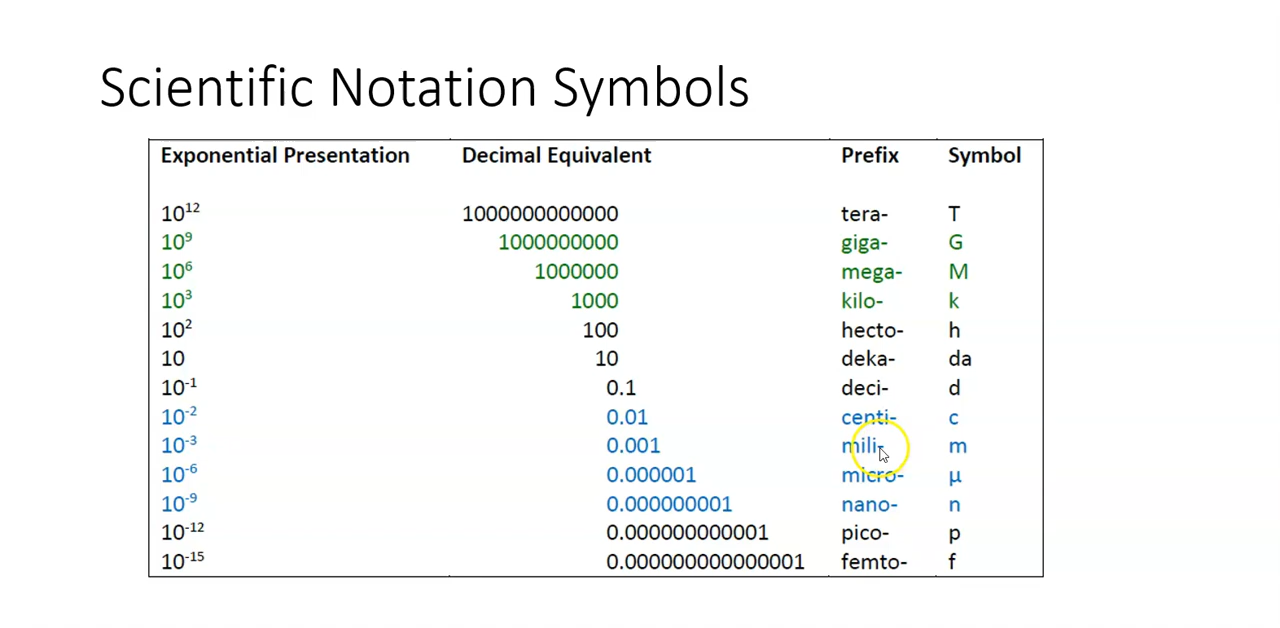 Scientific Notation Symbols
Exponential Presentation Decimal Equivalent Prefix Symbol
10¹² 1000000000000 tera- T
10⁹ 1000000000 giga- G
10⁶ 1000000 mega- M
10³ 1000 kilo- k
10² 100 hecto- h
10 10 deka- da
10⁻¹ 0.1 deci- d
10⁻² 0.01 centi- c
10⁻³ 0.001 mili- m
10⁻⁶ 0.000001 micro- µ
10⁻⁹ 0.000000001 nano- n
10⁻¹² 0.000000000001 pico- p
10⁻¹⁵ 0.000000000000001 femto- f